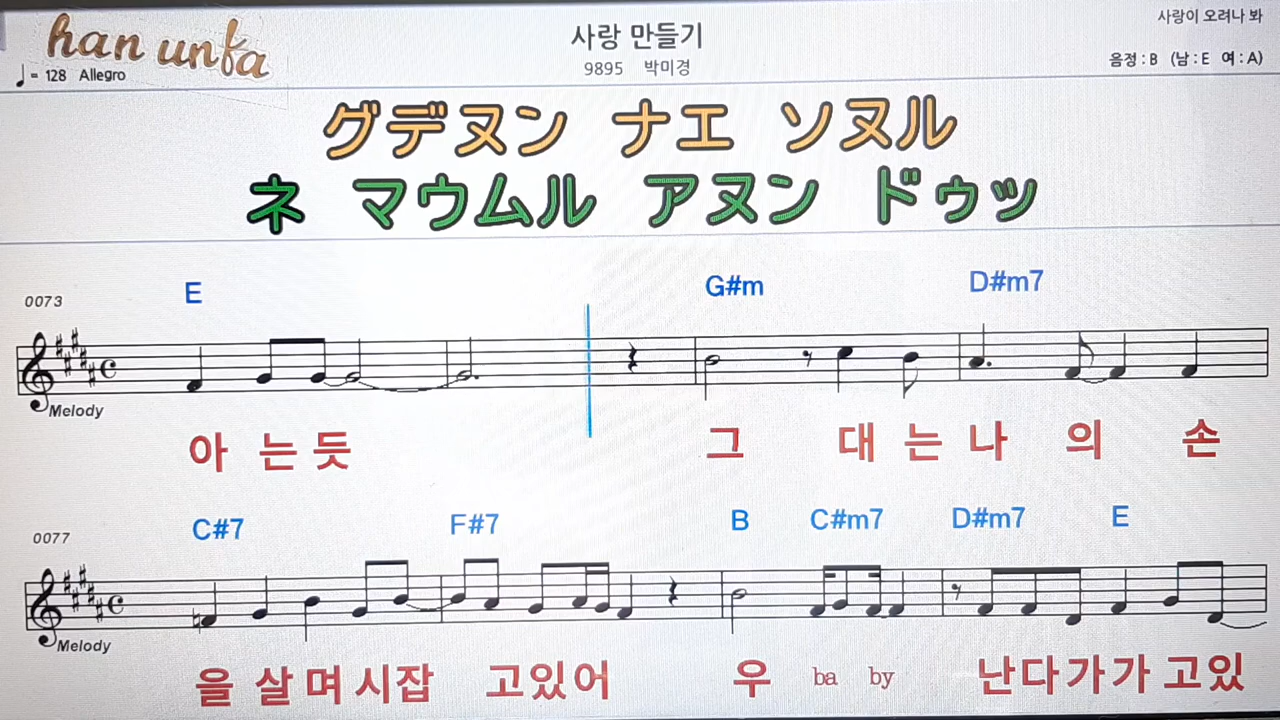 han unfa
사랑 만들기
사랑이 오려나 봐
♩= 128 Allegro
9895 박미경
음정 : B (남 : E 여 : A)
グデヌン ナエ ソヌル
ネ マウムル アヌン ドゥッ
E G#m D#m7
0073
Melody
아 는 듯 그 대 는 나 의 손
C#7 F#7 B C#m7 D#m7 E
0077
Melody
을 살 며 시 잡 고있어 우 ba by 난다가가 고있